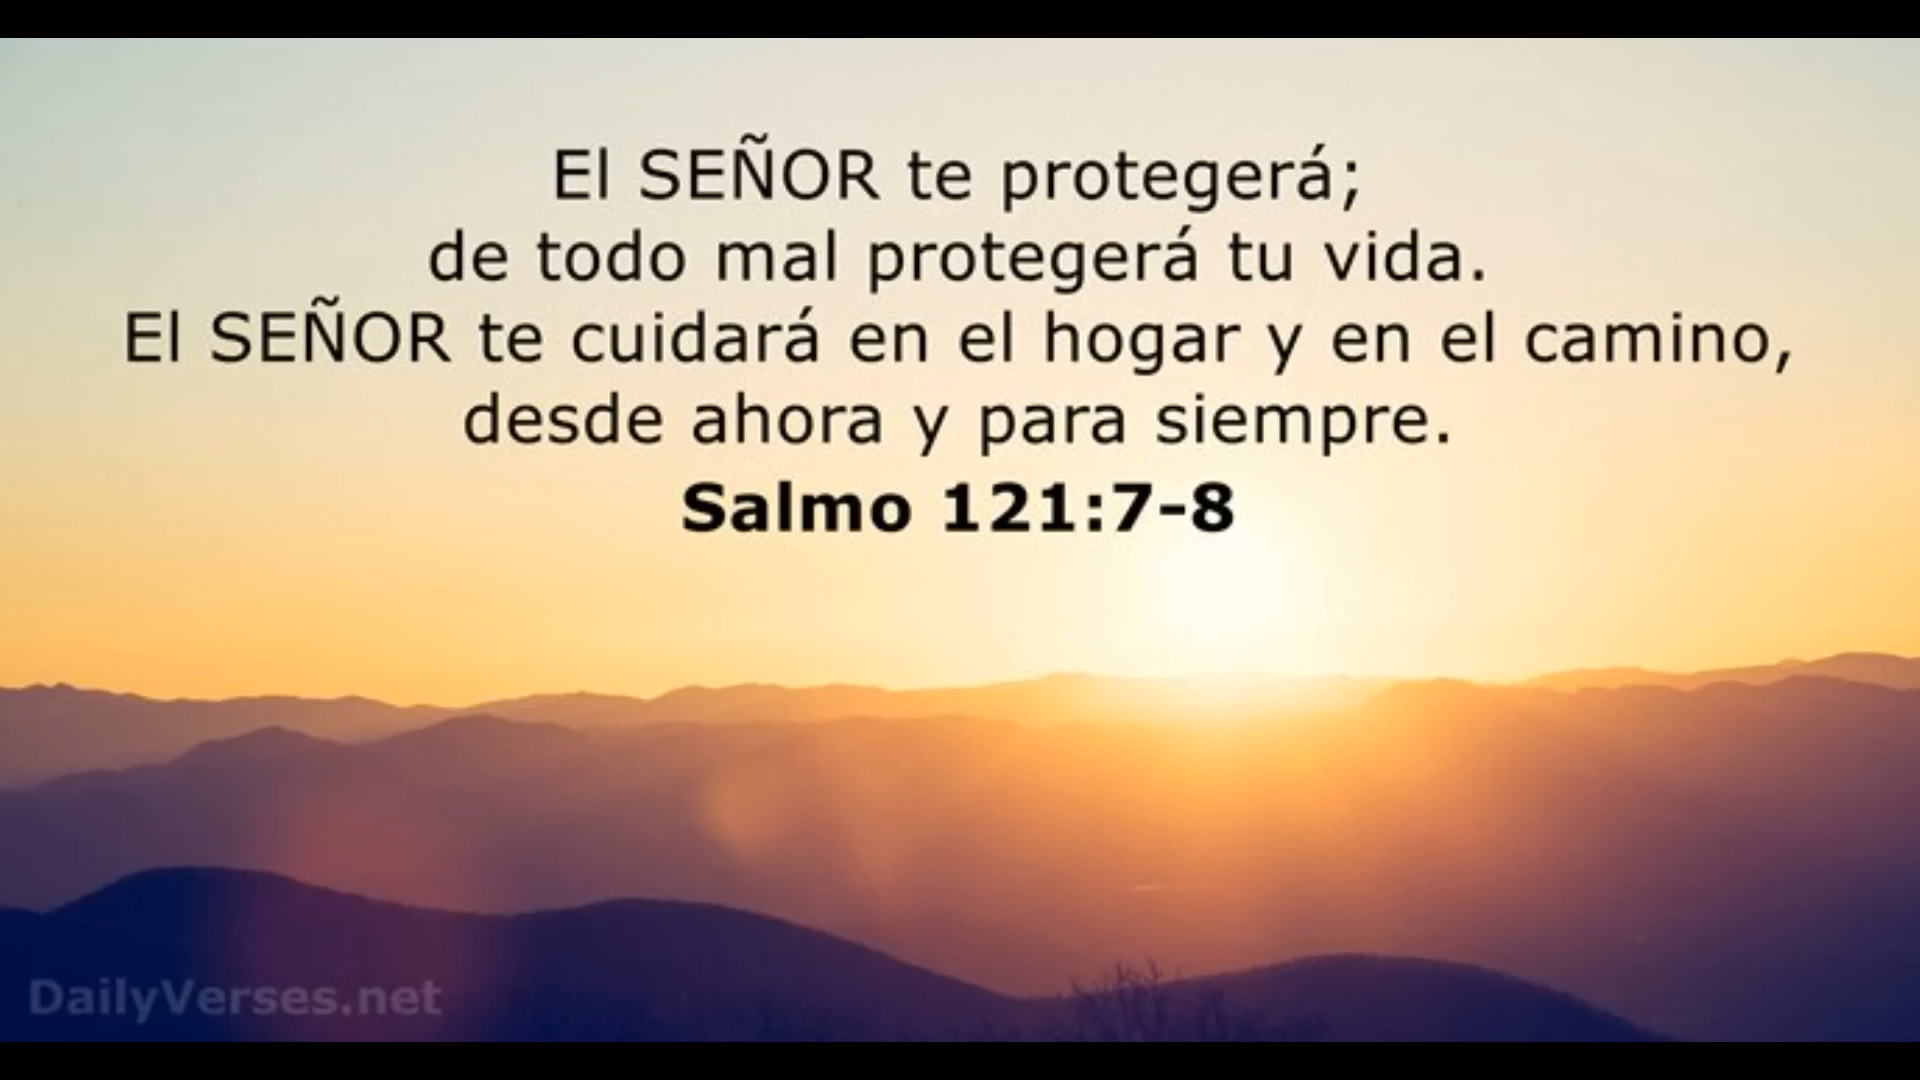 El SEÑOR te protegerá;
de todo mal protegerá tu vida.
El SEÑOR te cuidará en el hogar y en el camino,
desde ahora y para siempre.
Salmo 121:7-8
DailyVerses.net